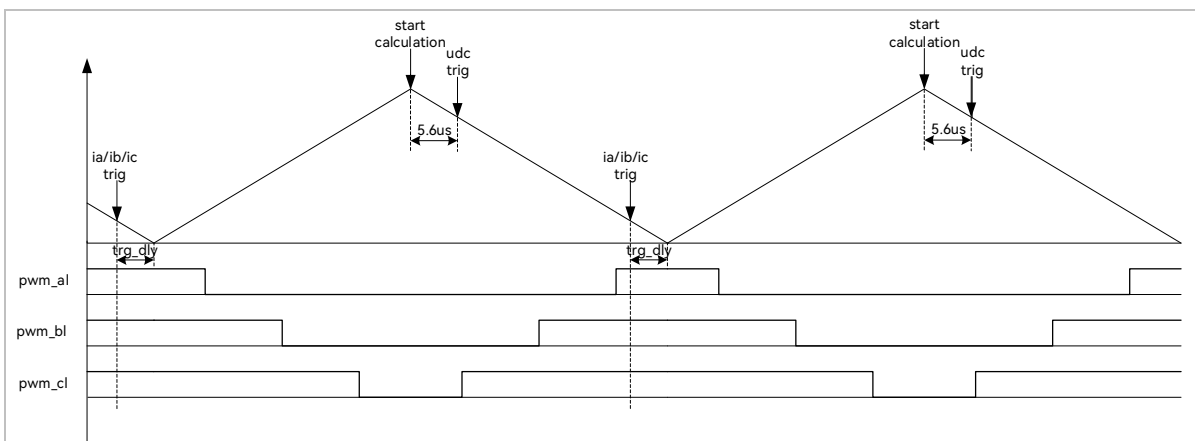 start
calculation
udc
trig
5.6us
ia/ib/ic
trig
trg_dly
start
calculation
udc
trig
5.6us
ia/ib/ic
trig
trg_dly
pwm_al
pwm_bl
pwm_cl